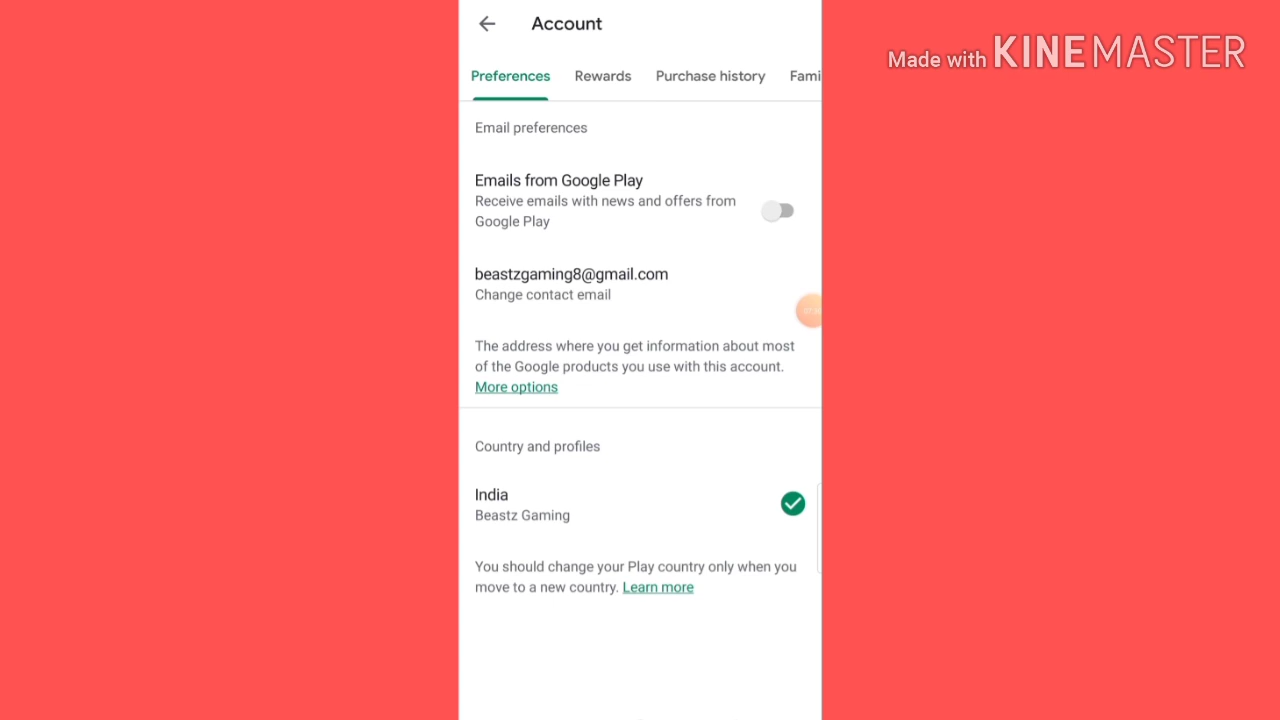 Account
Made with KINEMASTER
Preferences Rewards Purchase history Fami
Email preferences
Emails from Google Play
Receive emails with news and offers from
Google Play
beastzgaming8@gmail.com
Change contact email
The address where you get information about most
of the Google products you use with this account.
More options
Country and profiles
India
Beastz Gaming
You should change your Play country only when you
move to a new country. Learn more